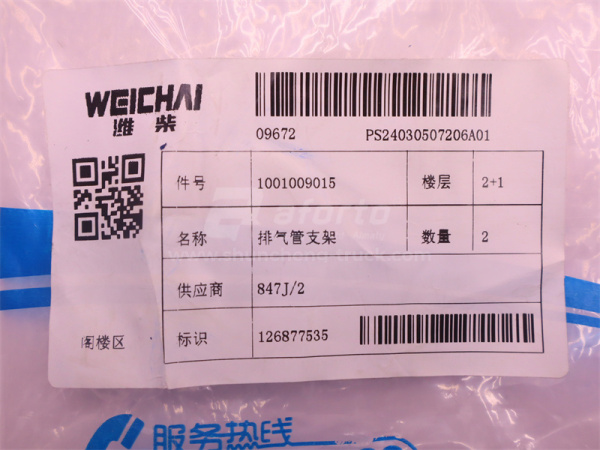 WEICHAI
潍柴
09672 PS24030507206A01
件号 1001009015 楼层 2+1
名称 排气管支架 数量 2
供应商 847J/2
标识 126877535
阁楼区
aforto
服务热线